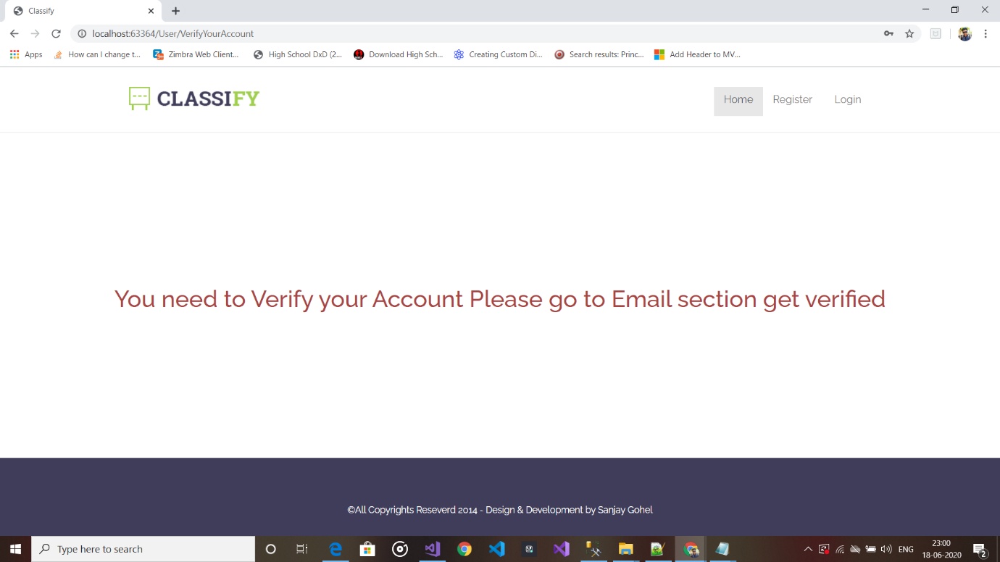 Classify
localhost:63364/User/VerifyYourAccount
Apps How can I change t... Zimbra Web Client... High School DxD (2... Download High Sch... Creating Custom Di... Search results: Princ... Add Header to MV...
CLASSIFY Home Register Login
You need to Verify your Account Please go to Email section get verified
©All Copyrights Reseverd 2014 - Design & Development by Sanjay Gohel
Type here to search ENG 23:00
18-06-2020 2